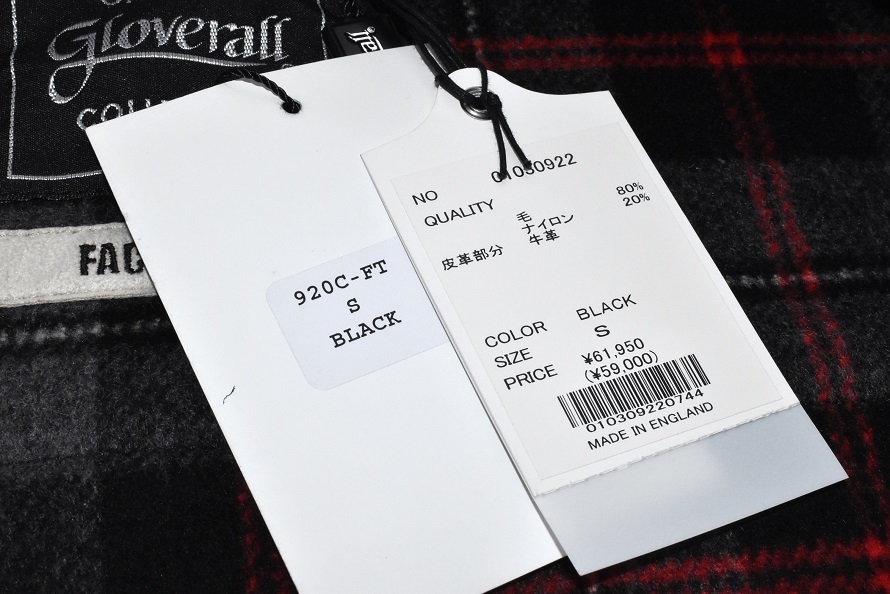 Gloverall
FAC
920C-FT
S
BLACK
NO 01030922
QUALITY 毛 80%
ナイロン 20%
皮革部分 牛革
COLOR BLACK
SIZE S
PRICE ¥61,950
(¥59,000)
010309220744
MADE IN ENGLAND